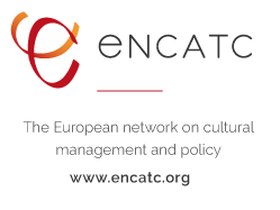 encatc
The European network on cultural
management and policy
www.encatc.org